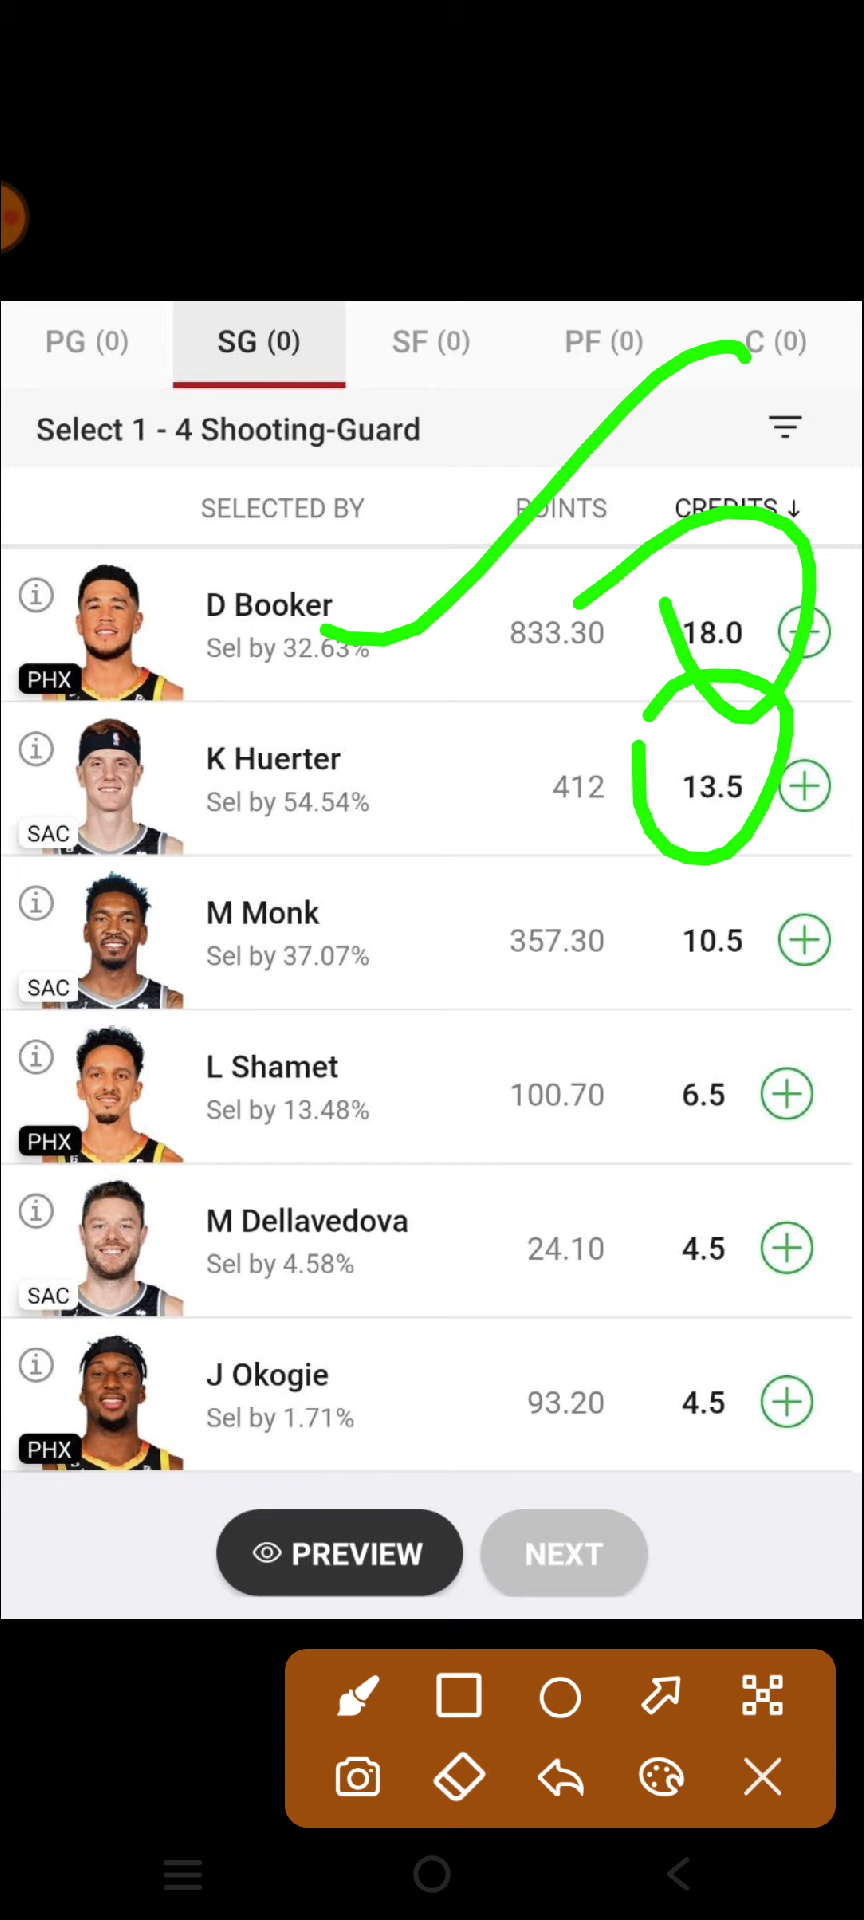 PG (0) SG (0) SF (0) PF (0) C (0)
Select 1 - 4 Shooting-Guard
SELECTED BY POINTS CREDITS ↓
D Booker
Sel by 32.63% 833.30 18.0
PHX
K Huerter
Sel by 54.54% 412 13.5
SAC
M Monk
Sel by 37.07% 357.30 10.5
SAC
L Shamet
Sel by 13.48% 100.70 6.5
PHX
M Dellavedova
Sel by 4.58% 24.10 4.5
SAC
J Okogie
Sel by 1.71% 93.20 4.5
PHX
PREVIEW NEXT